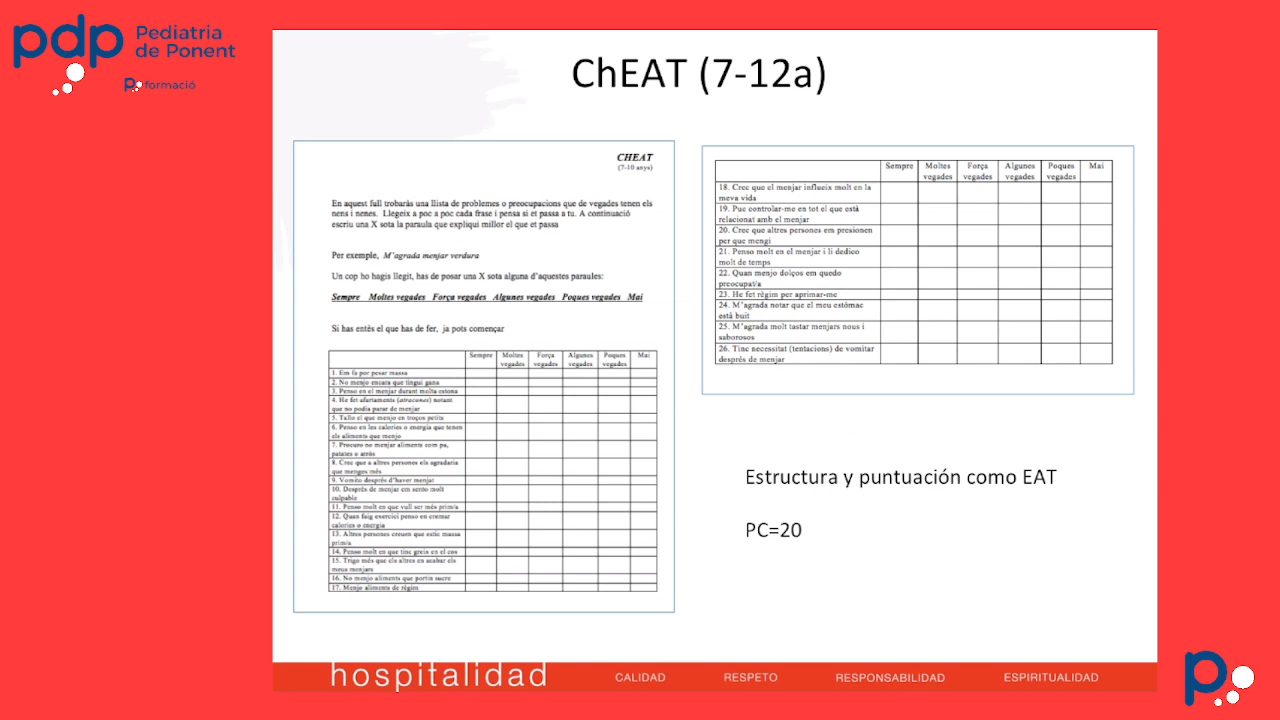 pdp Pediatria
de Ponent
formació
ChEAT (7-12a)
CHEAT
(7-10 anys)
En aquest full trobaràs una llista de problemes o preocupacions que de vegades tenen els
nens i nenes. Llegeix a poc a poc cada frase i pensa si et passa a tu. A continuació
escriu una X sota la paraula que expliqui millor el que et passa
Per exemple, M'agrada menjar verdura
Un cop ho hagis llegit, has de posar una X sota alguna d'aquestes paraules:
Sempre Moltes vegades Força vegades Algunes vegades Poques vegades Mai
Si has entès el que has de fer, ja pots començar
Sempre Moltes vegades Força vegades Algunes vegades Poques vegades Mai
1. Em fa por pesar massa
2. No menjo encara que tingui gana
3. Penso en el menjar durant molta estona
4. He fet afartaments (atracones) notant
que no podia parar de menjar
5. Tallo el que menjo en troços petits
6. Penso en les calories o energia que tenen
els aliments que menjo
7. Procuro no menjar aliments com pa,
patates o arròs
8. Crec que a altres persones els agradaria
que menges més
9. Vomito després d'haver menjat
10. Després de menjar em sento molt
culpable
11. Penso molt en que vull ser més prim/a
12. Quan faig exercici penso en cremar
calories o energia
13. Altres persones creuen que estic massa
prim/a
14. Penso molt en que tinc greix en el cos
15. Trigo més que els altres en acabar els
meus menjars
16. No menjo aliments que portin sucre
17. Menjo aliments de règim
Sempre Moltes vegades Força vegades Algunes vegades Poques vegades Mai
18. Crec que el menjar influeix molt en la
meva vida
19. Puc controlar-me en tot el que està
relacionat amb el menjar
20. Crec que altres persones em presionen
per que mengi
21. Penso molt en el menjar i li dedico
molt de temps
22. Quan menjo dolços em quedo
preocupat/a
23. He fet règim per aprimar-me
24. M'agrada notar que el meu estómac
està buit
25. M'agrada molt tastar menjars nous i
saborosos
26. Tinc necessitat (tentacions) de vomitar
després de menjar
Estructura y puntuación como EAT
PC=20
hospitalidad CALIDAD RESPETO RESPONSABILIDAD ESPIRITUALIDAD